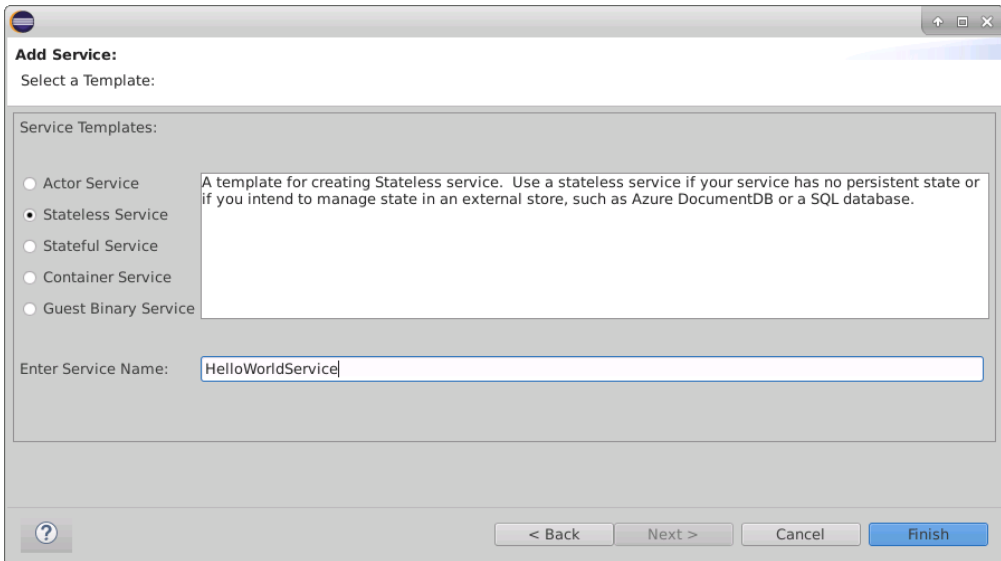 Add Service:
Select a Template:
Service Templates:
Actor Service
Stateless Service
Stateful Service
Container Service
Guest Binary Service
A template for creating Stateless service.  Use a stateless service if your service has no persistent state or
if you intend to manage state in an external store, such as Azure DocumentDB or a SQL database.
Enter Service Name:
HelloWorldService
?
< Back
Next >
Cancel
Finish